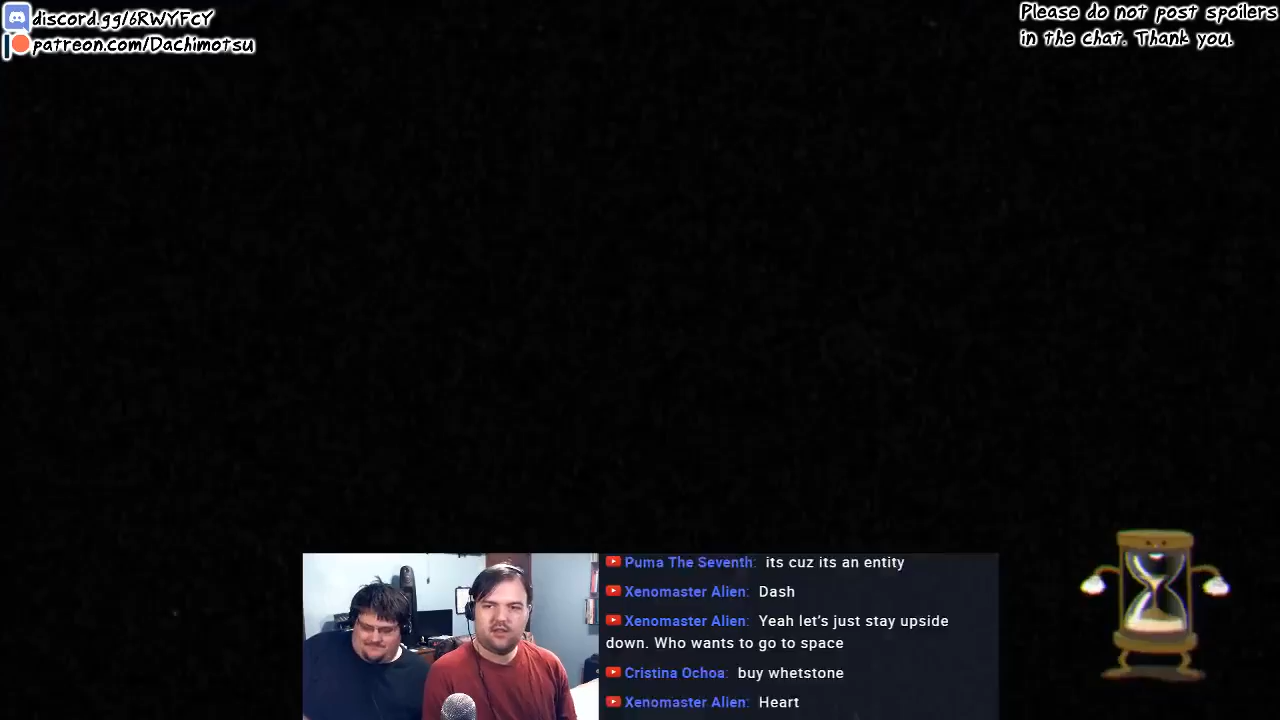 discord.gg/6RWYFcY
patreon.com/Dachimotsu
Please do not post spoilers
in the chat. Thank you.
Puma The Seventh: its cuz its an entity
Xenomaster Alien: Dash
Xenomaster Alien: Yeah let's just stay upside
down. Who wants to go to space
Cristina Ochoa: buy whetstone
Xenomaster Alien: Heart